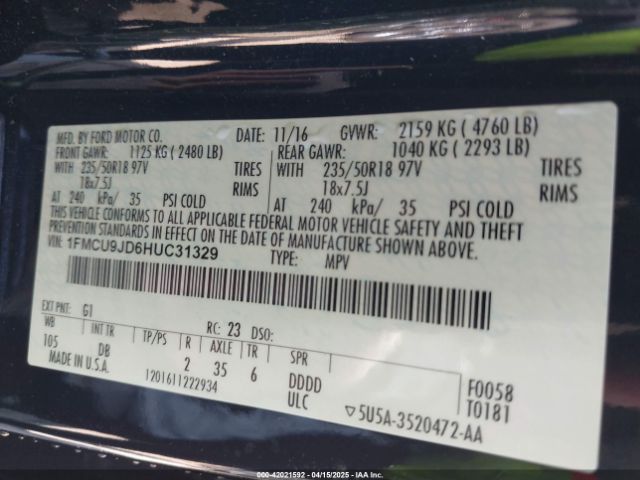 MFD. BY FORD MOTOR CO. DATE: 11/16 GVWR: 2159 KG ( 4760 LB)
FRONT GAWR: 1125 KG ( 2480 LB) REAR GAWR: 1040 KG ( 2293 LB)
WITH 235/50R18 97V TIRES WITH 235/50R18 97V TIRES
18x7.5J RIMS 18x7.5J RIMS
AT 240 kPa/ 35 PSI COLD AT 240 kPa/ 35 PSI COLD
THIS VEHICLE CONFORMS TO ALL APPLICABLE FEDERAL MOTOR VEHICLE SAFETY AND THEFT
PREVENTION STANDARDS IN EFFECT ON THE DATE OF MANUFACTURE SHOWN ABOVE.
VIN: 1FMCU9JD6HUC31329 TYPE: MPV
EXT PNT: G1 RC: 23 DSO:
WB INT TR TP/PS R AXLE TR SPR
105 DB 2 35 6 DDDD F0058
MADE IN U.S.A. 1201611222934 ULC ▽5U5A-3520472-AA T0181
000-42021592 - 04/15/2025 - IAAI.com